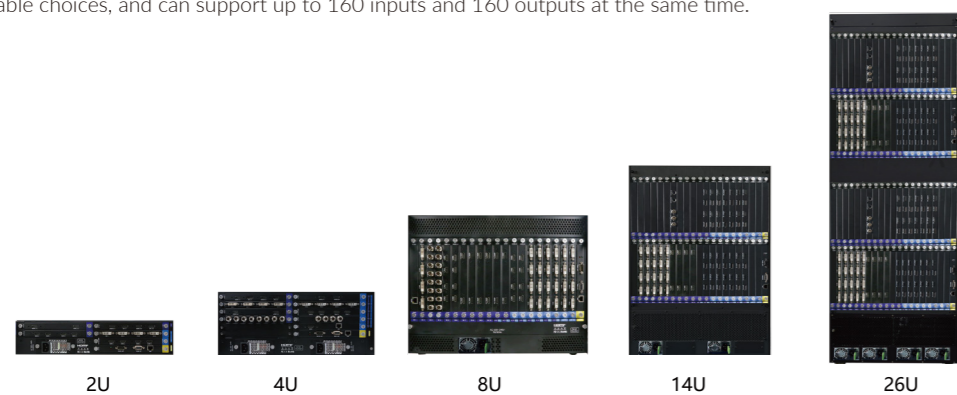 able choices, and can support up to 160 inputs and 160 outputs at the same time.
2U
4U
8U
14U
26U